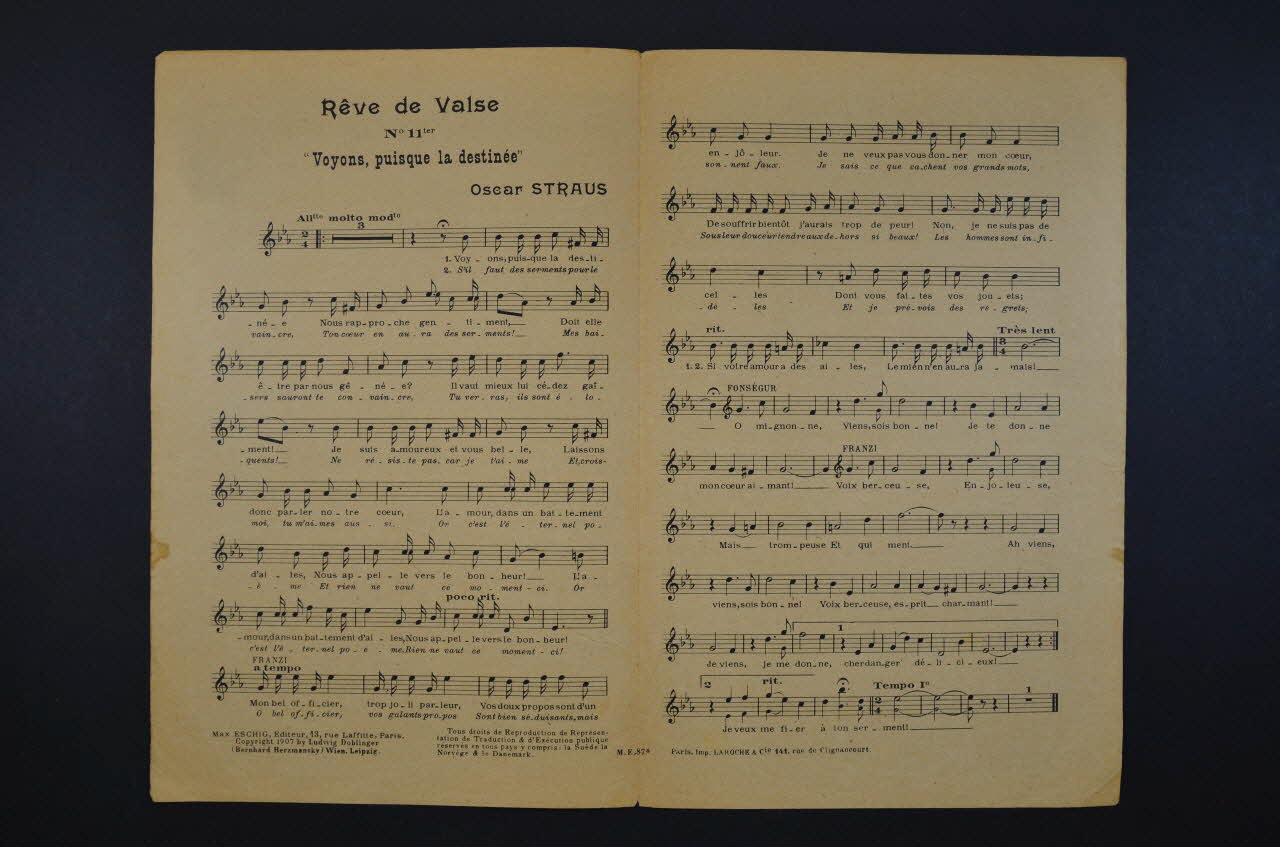 Rêve de Valse
No 11ter
"Voyons, puisque la destinée"
Oscar STRAUS
Alltto molto modto
3
1. Voy - ons, puis-que la des-ti-
2. S'il faut des serments pour le
- né - e Nous rap-pro-che gen - ti - ment, Doit elle
vain-cre, Ton cœur en au - ra des ser - ments! Mes bai-
ê - tre par nous gê - né - e? Il vaut mieux lui cé-dez gaî-
- sers sauront te con - vain-cre, Tu ver - ras, ils sont é - lo-
- ment! Je suis a-moureux et vous bel - le, Laissons
- quents! Ne ré - sis - te pas, car je t'ai - me Et, crois-
donc par-ler no - tre cœur, L'a - mour, dans un bat - te-ment
moi, tu m'ai-mes aus - si. Or c'est l'é - ter - nel po-
d'ai - les, Nous ap - pel - le vers le bon - heur! L'a-
- è - me Et rien ne vaut ce mo - ment - ci. Or
poco rit.
- mour, dans un bat-tement d'ai - les, Nous ap - pel - le vers le bon - heur!
c'est l'é - ter - nel po - è - me, Rien ne vaut ce moment - ci!
FRANZI
a tempo
Mon bel of - fi - cier, trop jo - li par - leur, Vos doux propos sont d'un
O bel of - fi - cier, vos galants pro-pos Sont bien sé-duisants, mais
Max ESCHIG, Editeur, 13, rue Laffitte, Paris.
Copyright 1907 by Ludwig Doblinger
(Bernhard Herzmansky) Wien, Leipzig.
Tous droits de Reproduction de Représen-
tation de Traduction & d'Exécution publique
réservés en tous pays y compris: la Suède la
Norvège & le Danemark.
M.E.87a
en - jô - leur. Je ne veux pas vous don - ner mon cœur,
son - nent faux. Je sais ce que ca-chent vos grands mots,
De souffrir bientôt j'aurais trop de peur! Non, je ne suis pas de
Sous leur douceur tendre aux de-hors si beaux! Les hommes sont in - fi-
cel - les Dont vous fai - tes vos jou - ets;
- dè - les Et je pré-vois des re - grets;
rit.
Très lent
1. 2. Si votre amour a des ai - les, Le mien n'en au-ra ja - mais!
FONSÉGUR
O mi-gnon - ne, Viens, sois bon - ne! Je te don - ne
FRANZI
mon cœur ai - mant! Voix ber-ceu - se, En - jo - leu - se,
Mais trom - peuse Et qui ment. Ah viens,
viens, sois bon - ne! Voix ber-ceuse, es - prit char - mant!
1
je viens, je me don - ne, cher dan - ger dé - li - ci - eux!
2
rit.
Tempo Io
1
Je veux me fi - er à ton ser - ment!
Paris. Imp. LAROCHE & Cie 141, rue de Clignancourt.